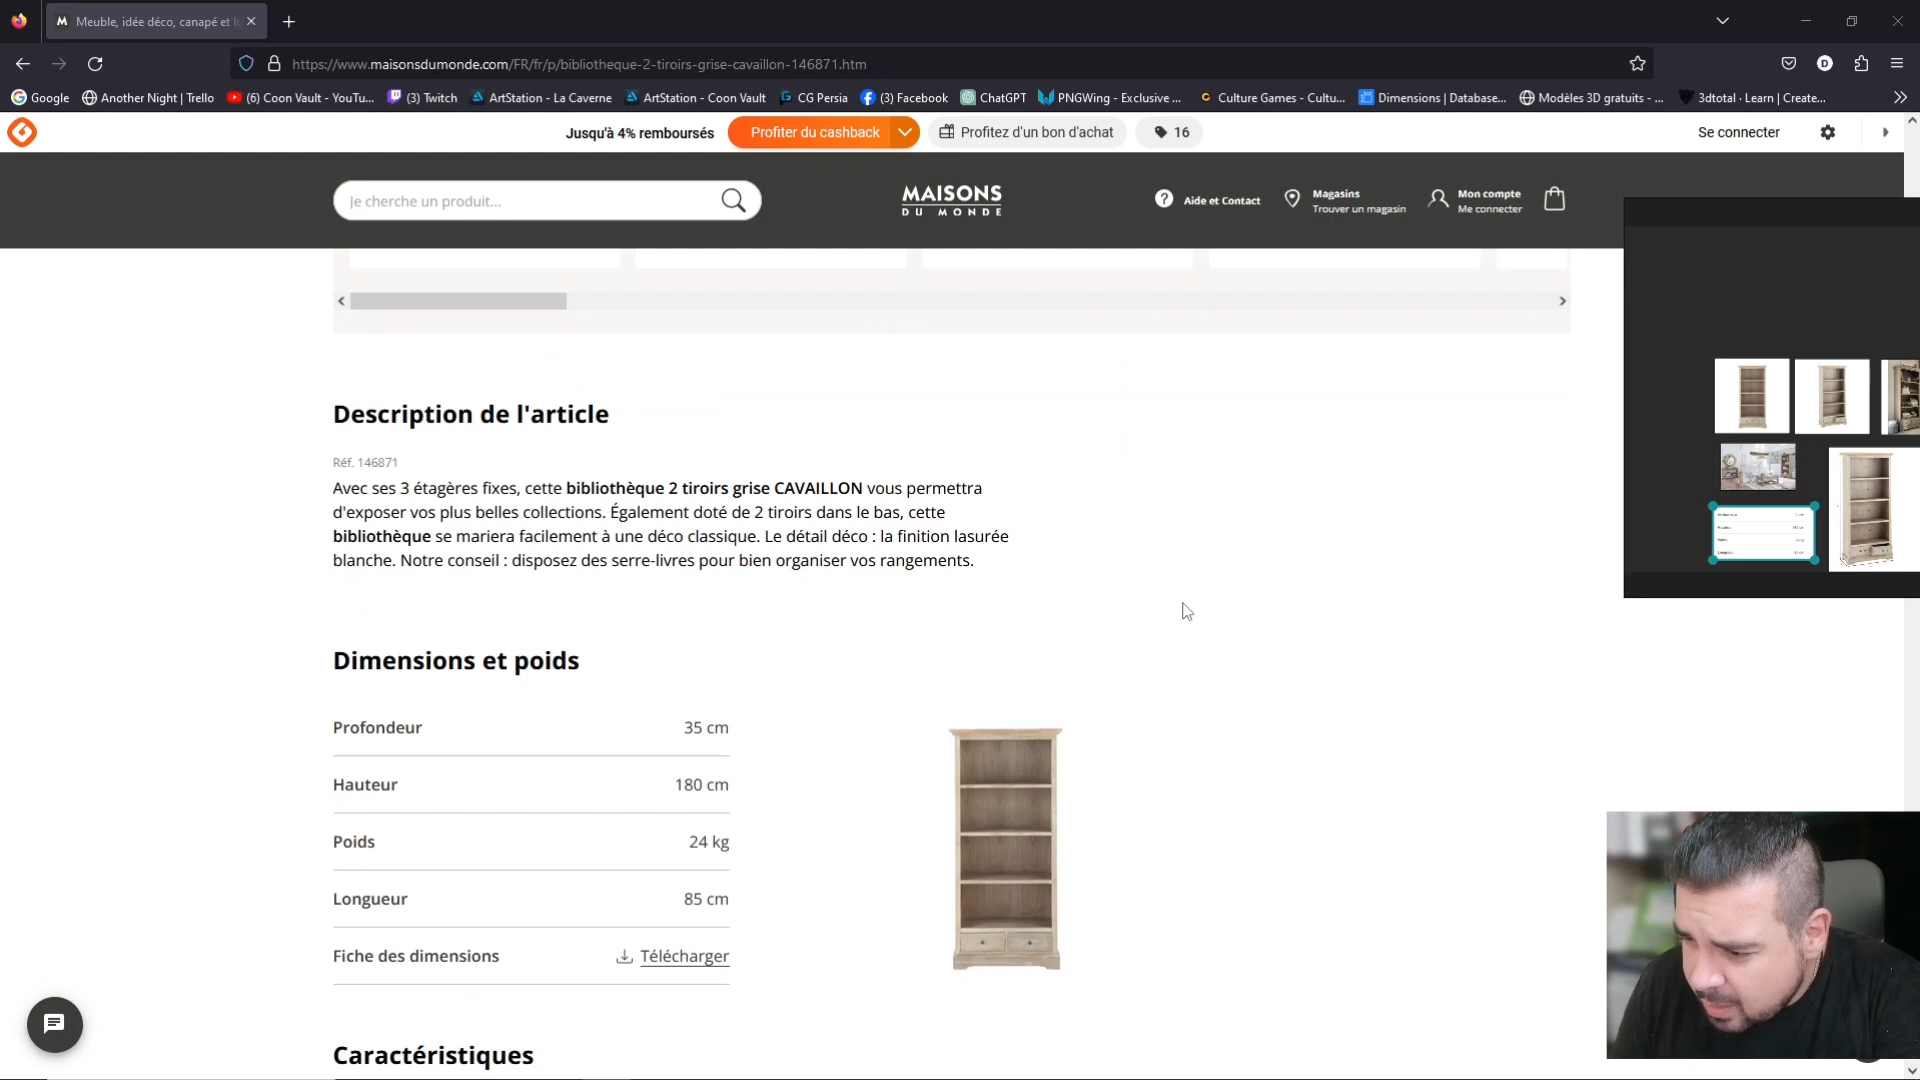 Meuble, idée déco, canapé et lu
https://www.maisonsdumonde.com/FR/fr/p/bibliotheque-2-tiroirs-grise-cavaillon-146871.htm
Google
Another Night | Trello
(6) Coon Vault - YouTu...
(3) Twitch
ArtStation - La Caverne
ArtStation - Coon Vault
CG Persia
(3) Facebook
ChatGPT
PNGWing - Exclusive ...
Culture Games - Cultu...
Dimensions | Database...
Modèles 3D gratuits - ...
3dtotal · Learn | Create...
Jusqu'à 4% remboursés
Profiter du cashback
Profitez d'un bon d'achat
16
Se connecter
Je cherche un produit...
MAISONS
DU MONDE
Aide et Contact
Magasins
Trouver un magasin
Mon compte
Me connecter
Description de l'article
Réf. 146871
Avec ses 3 étagères fixes, cette bibliothèque 2 tiroirs grise CAVAILLON vous permettra
d'exposer vos plus belles collections. Également doté de 2 tiroirs dans le bas, cette
bibliothèque se mariera facilement à une déco classique. Le détail déco : la finition lasurée
blanche. Notre conseil : disposez des serre-livres pour bien organiser vos rangements.
Dimensions et poids
Profondeur 35 cm
Hauteur 180 cm
Poids 24 kg
Longueur 85 cm
Fiche des dimensions Télécharger
Caractéristiques